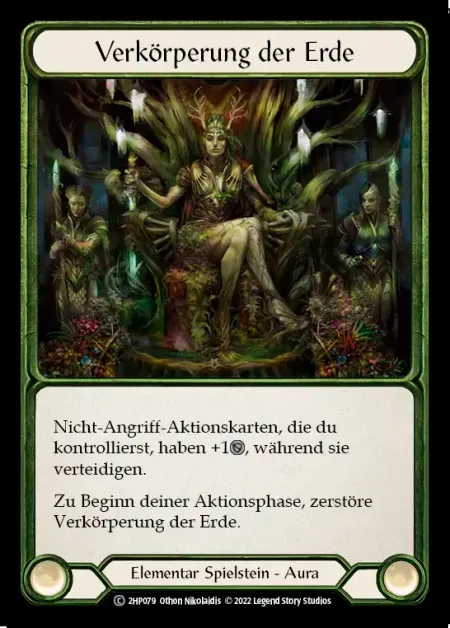 Verkörperung der Erde
Nicht-Angriff-Aktionskarten, die du
kontrollierst, haben +1, während sie
verteidigen.
Zu Beginn deiner Aktionsphase, zerstöre
Verkörperung der Erde.
Elementar Spielstein - Aura
© 2HP079 Othon Nikolaidis © 2022 Legend Story Studios